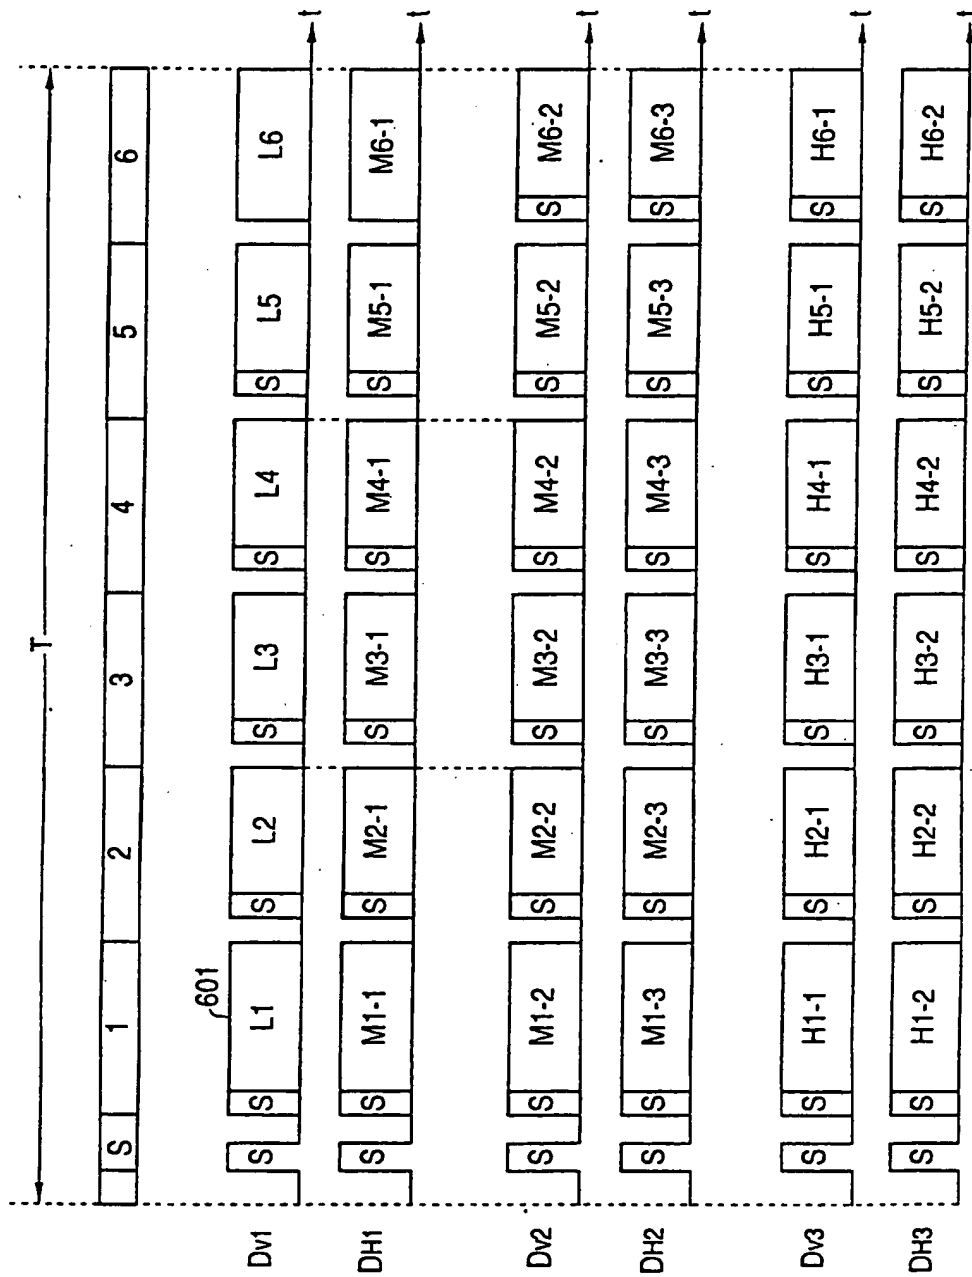 T
S 1 2 3 4 5 6
601
Dv1 S S L1 S L2 S L3 S L4 S L5 L6 t
DH1 S S M1-1 S M2-1 S M3-1 S M4-1 S M5-1 M6-1 t
Dv2 S S M1-2 S M2-2 S M3-2 S M4-2 S M5-2 S M6-2 t
DH2 S S M1-3 S M2-3 S M3-3 S M4-3 S M5-3 S M6-3 t
Dv3 S S H1-1 S H2-1 S H3-1 S H4-1 S H5-1 S H6-1 t
DH3 S S H1-2 S H2-2 S H3-2 S H4-2 S H5-2 S H6-2 t